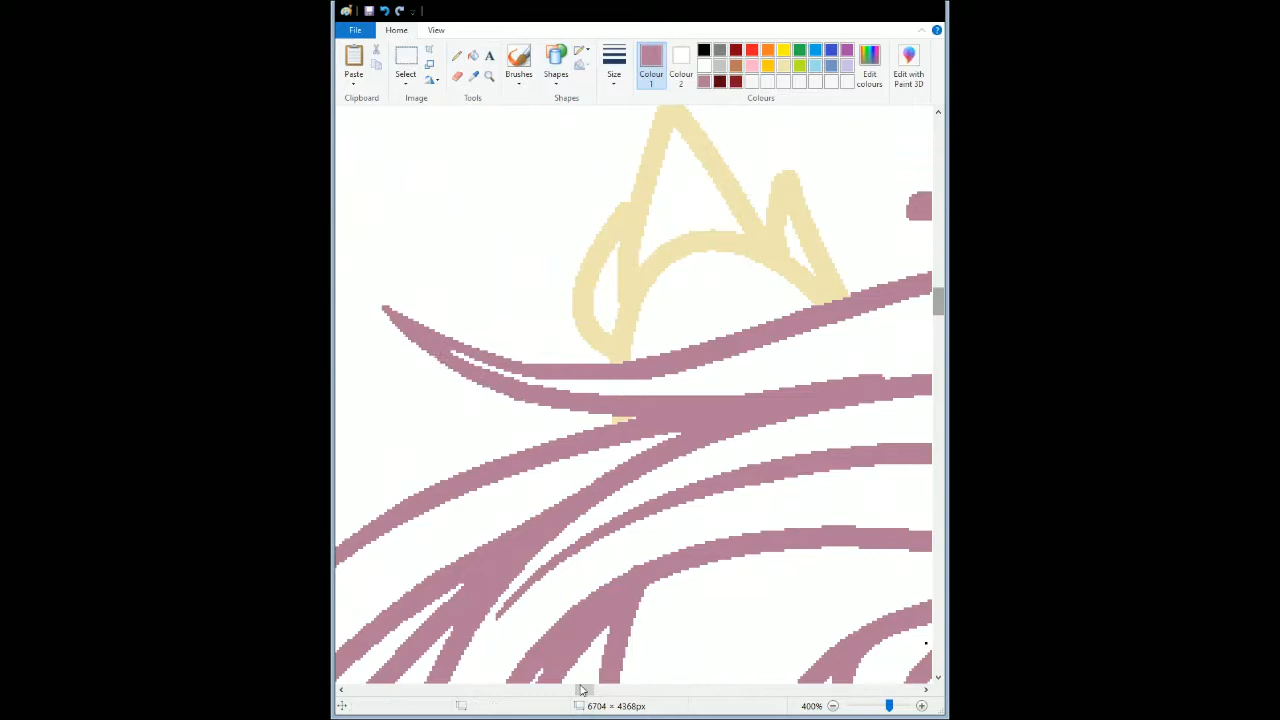 File Home View
Paste Select Brushes Shapes Size Colour 1 Colour 2 Edit colours Edit with Paint 3D
Clipboard Image Tools Shapes Colours
6704 × 4368px 400%